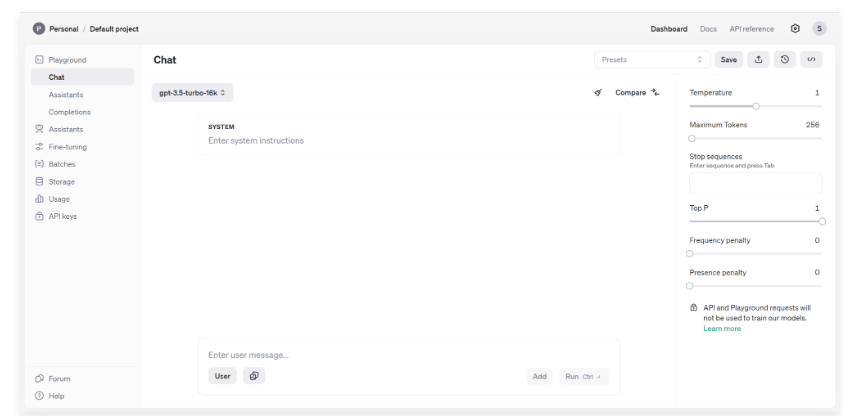 P Personal / Default project
Dashboard Docs API reference S
Playground
Chat
Assistants
Completions
Assistants
Fine-tuning
Batches
Storage
Usage
API keys
Forum
Help
Chat
Presets
Save
gpt-3.5-turbo-16k
Compare
SYSTEM
Enter system instructions
Enter user message...
User
Add
Run Ctrl
Temperature 1
Maximum Tokens 256
Stop sequences
Enter sequence and press Tab
Top P 1
Frequency penalty 0
Presence penalty 0
API and Playground requests will
not be used to train our models.
Learn more